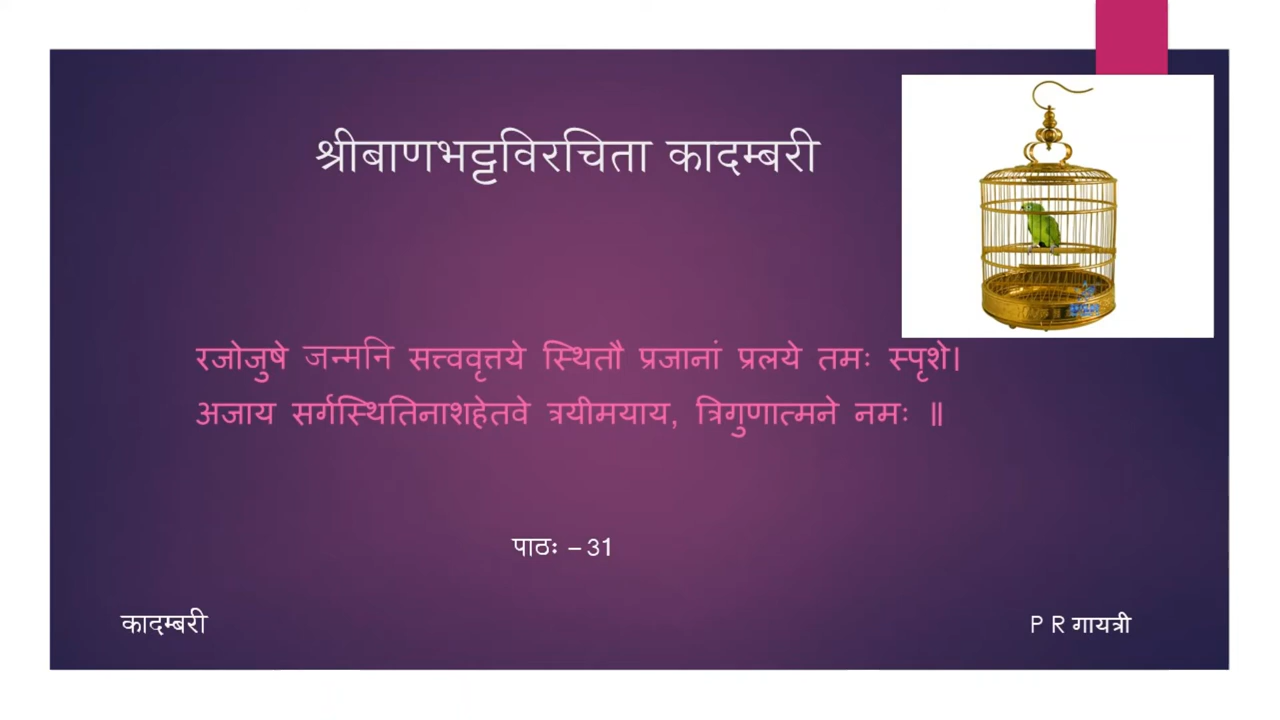 श्रीबाणभट्टविरचिता कादम्बरी
रजोजुषे जन्मनि सत्त्ववृत्तये स्थितौ प्रजानां प्रलये तमः स्पृशे।
अजाय सर्गस्थितिनाशहेतवे त्रयीमयाय, त्रिगुणात्मने नमः ॥
पाठः – 31
कादम्बरी
P R गायत्री